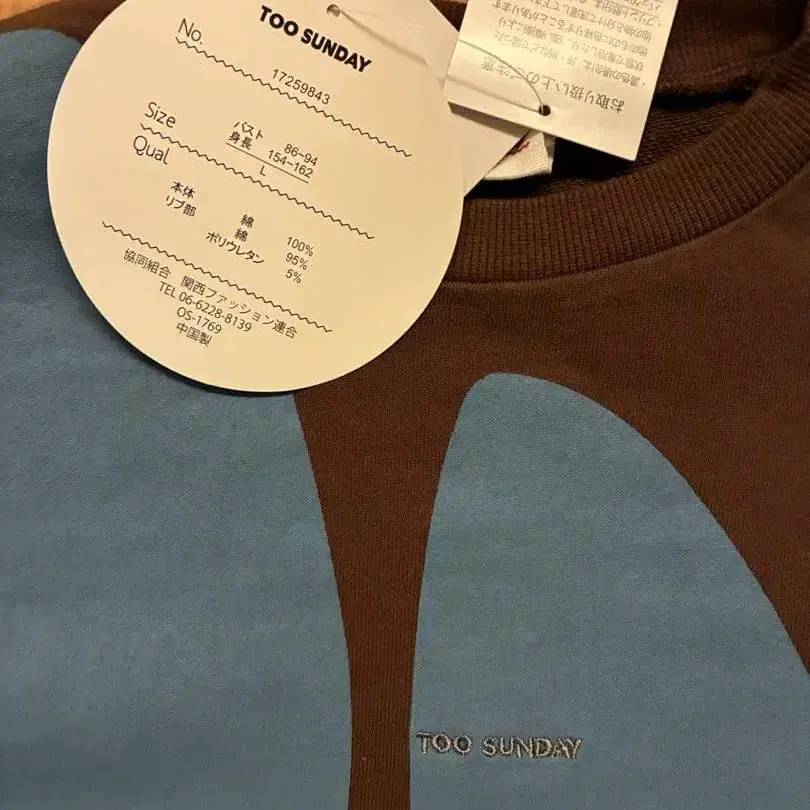 TOO SUNDAY
No.
17259843
Size
バスト 86~94
身長 154~162
L
Qual
本体 綿 100%
リブ部 綿 95%
ポリウレタン 5%
協同組合 関西ファッション連合
TEL 06-6228-8139
OS-1769
中国製
お取り扱い上のご注意
TOO SUNDAY